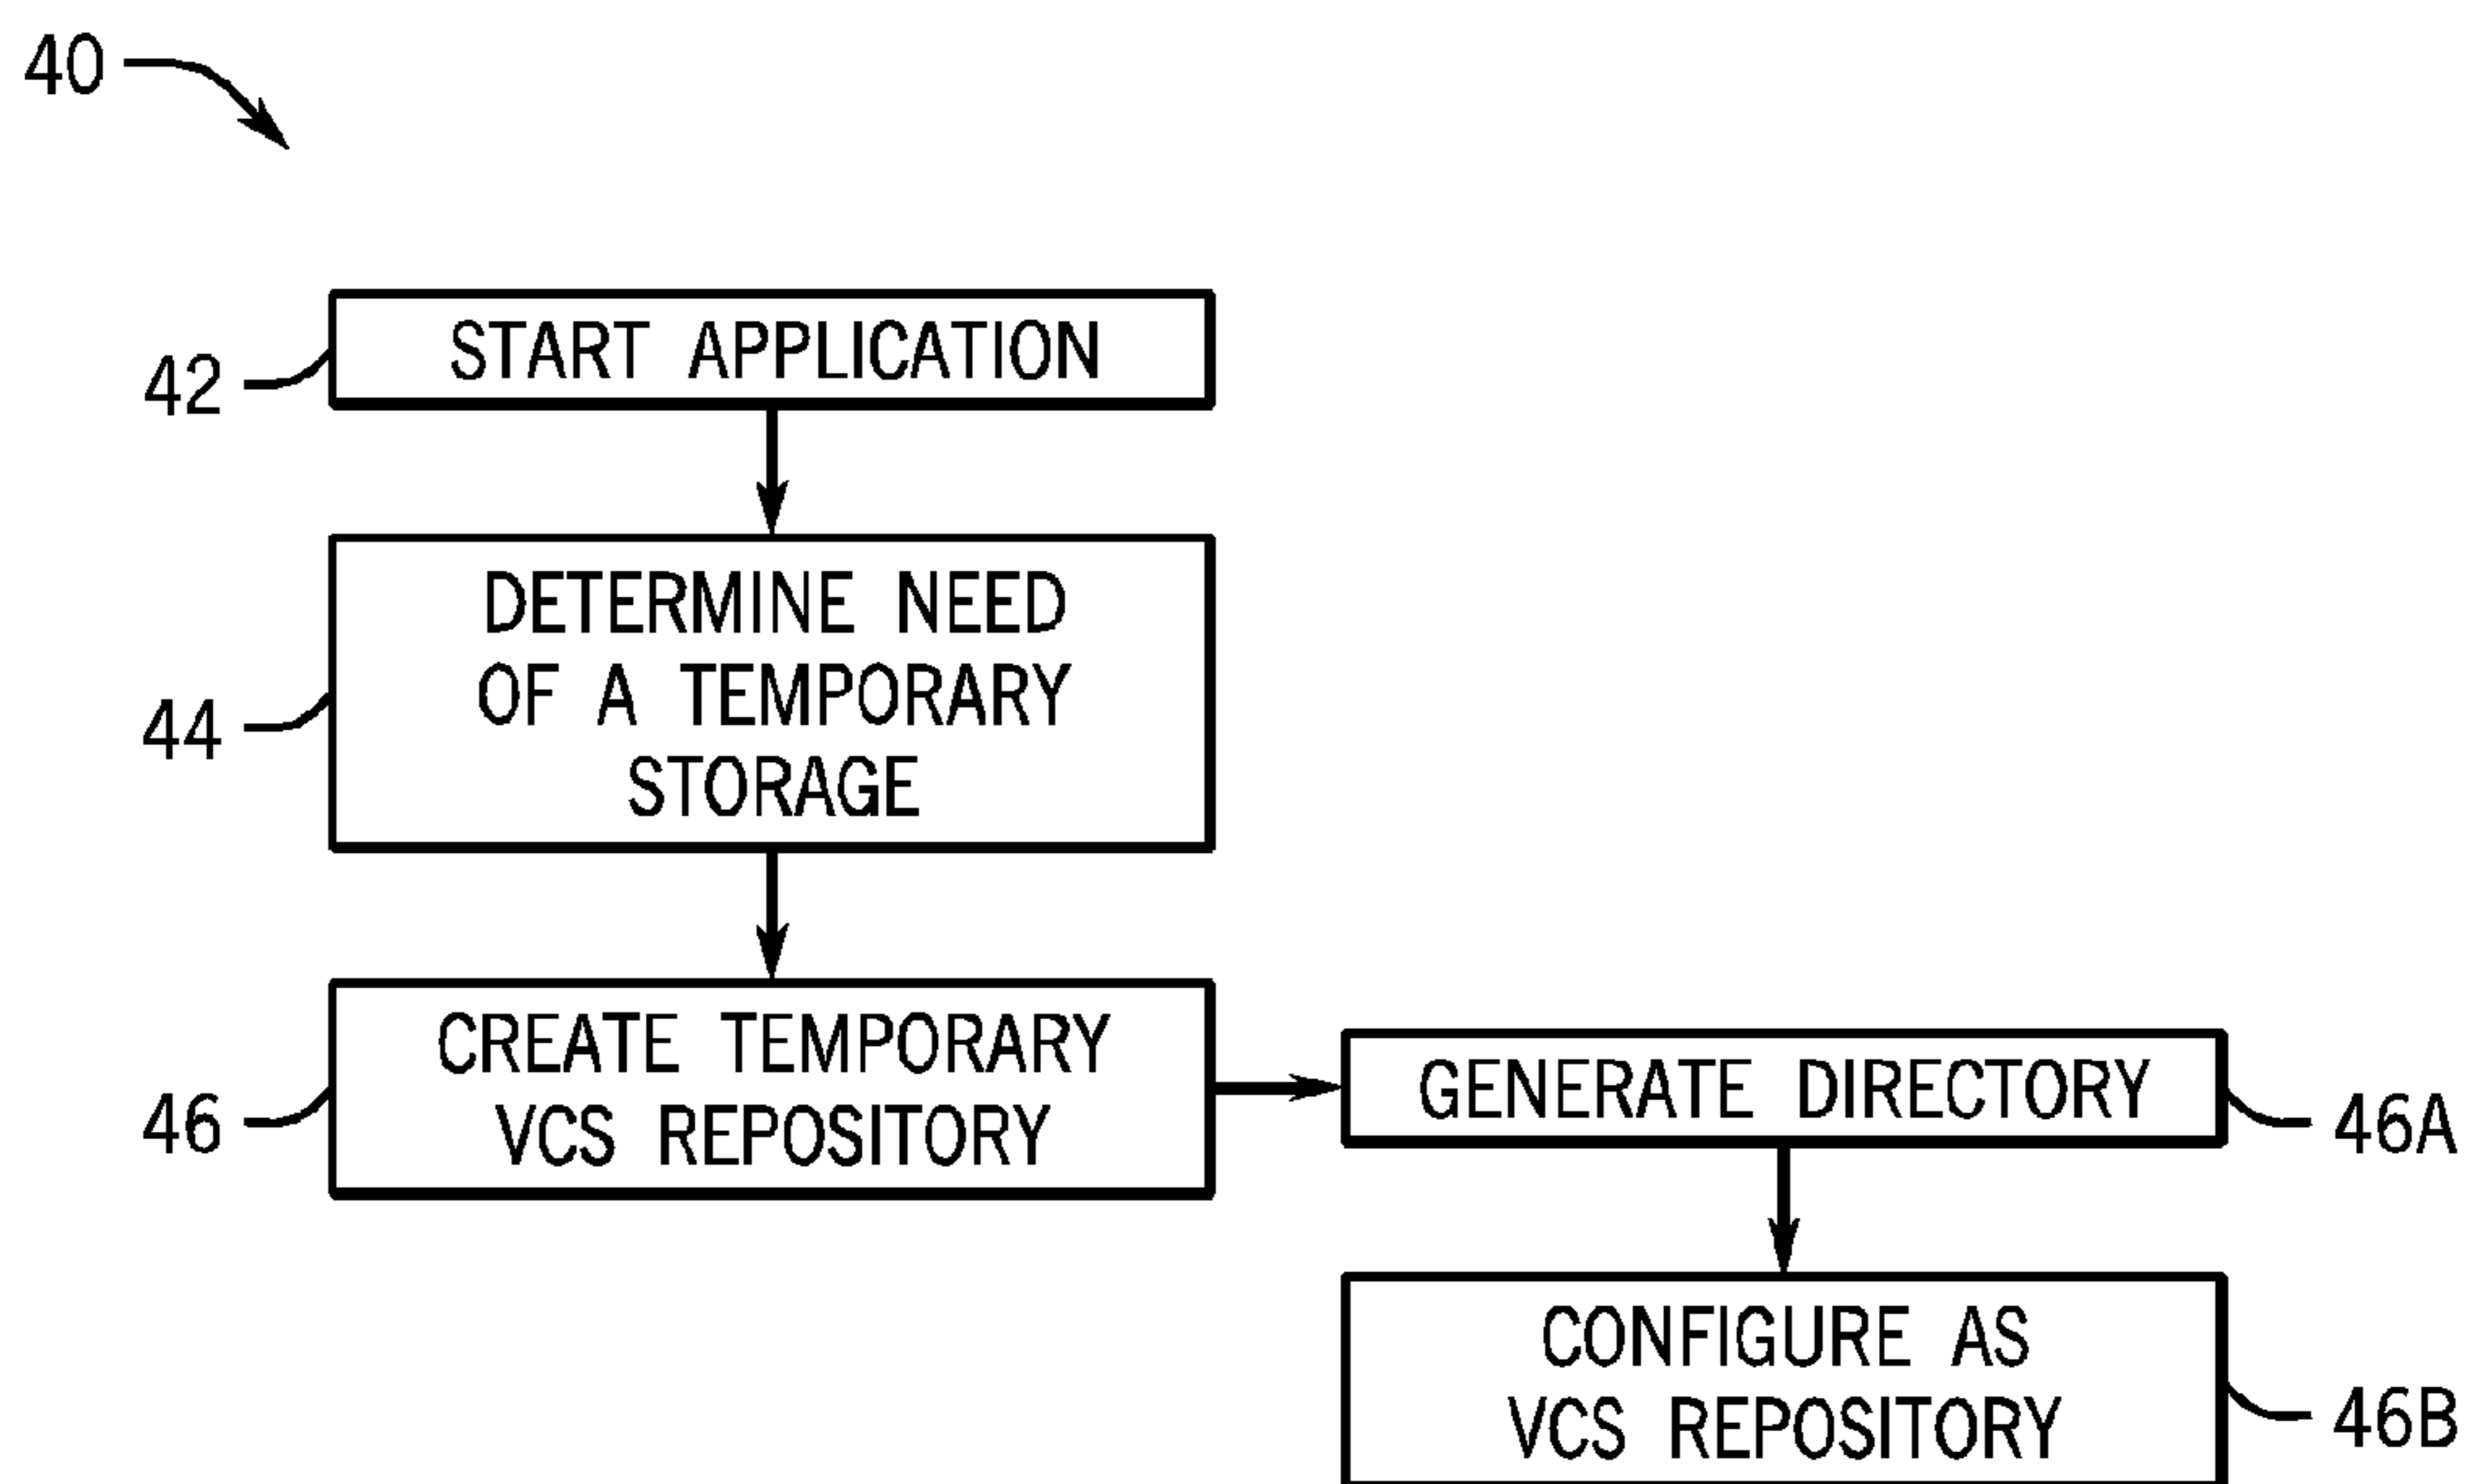 40
START APPLICATION
42
DETERMINE NEED
OF A TEMPORARY
STORAGE
44
CREATE TEMPORARY
VCS REPOSITORY
46
GENERATE DIRECTORY
46A
CONFIGURE AS
VCS REPOSITORY
46B